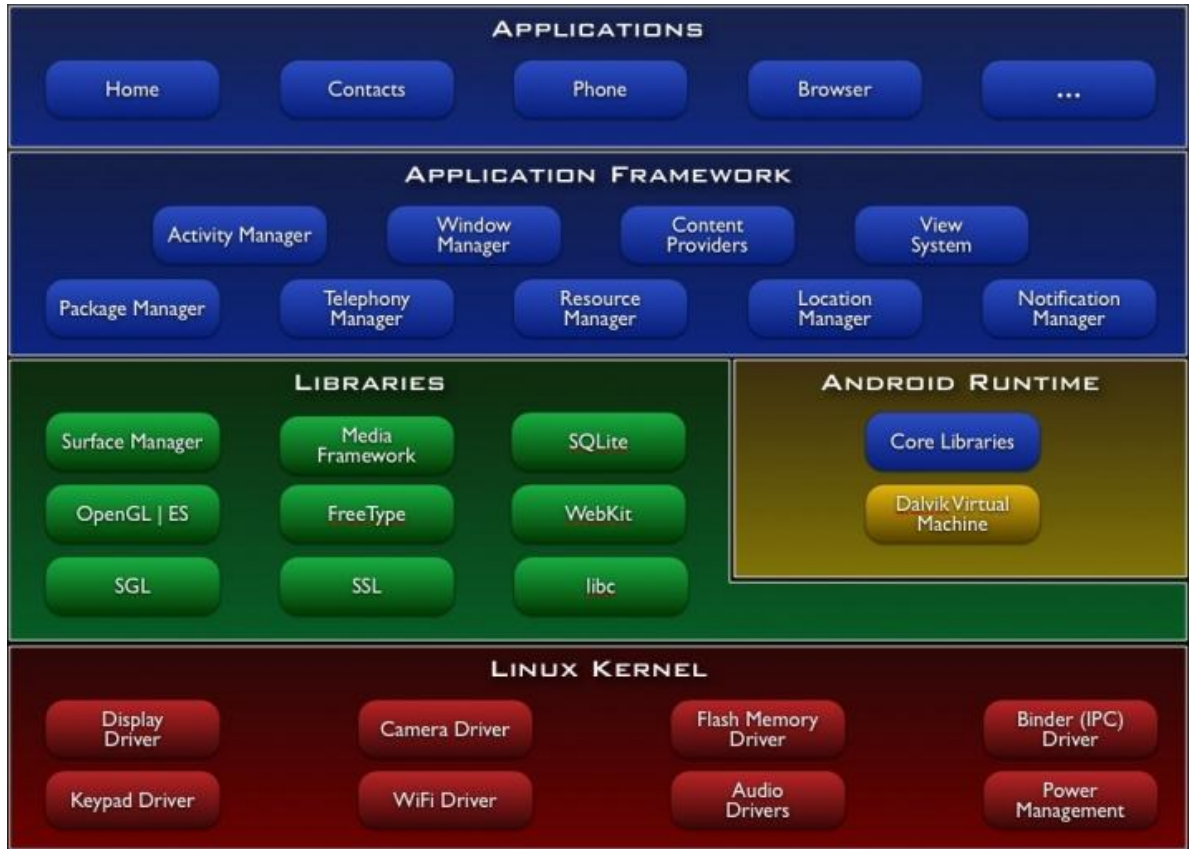 APPLICATIONS
Home
Contacts
Phone
Browser
...
APPLICATION FRAMEWORK
Activity Manager
Window
Manager
Content
Providers
View
System
Package Manager
Telephony
Manager
Resource
Manager
Location
Manager
Notification
Manager
LIBRARIES
Surface Manager
Media
Framework
SQLite
OpenGL | ES
FreeType
WebKit
SGL
SSL
libc
ANDROID RUNTIME
Core Libraries
Dalvik Virtual
Machine
LINUX KERNEL
Display
Driver
Camera Driver
Flash Memory
Driver
Binder (IPC)
Driver
Keypad Driver
WiFi Driver
Audio
Drivers
Power
Management